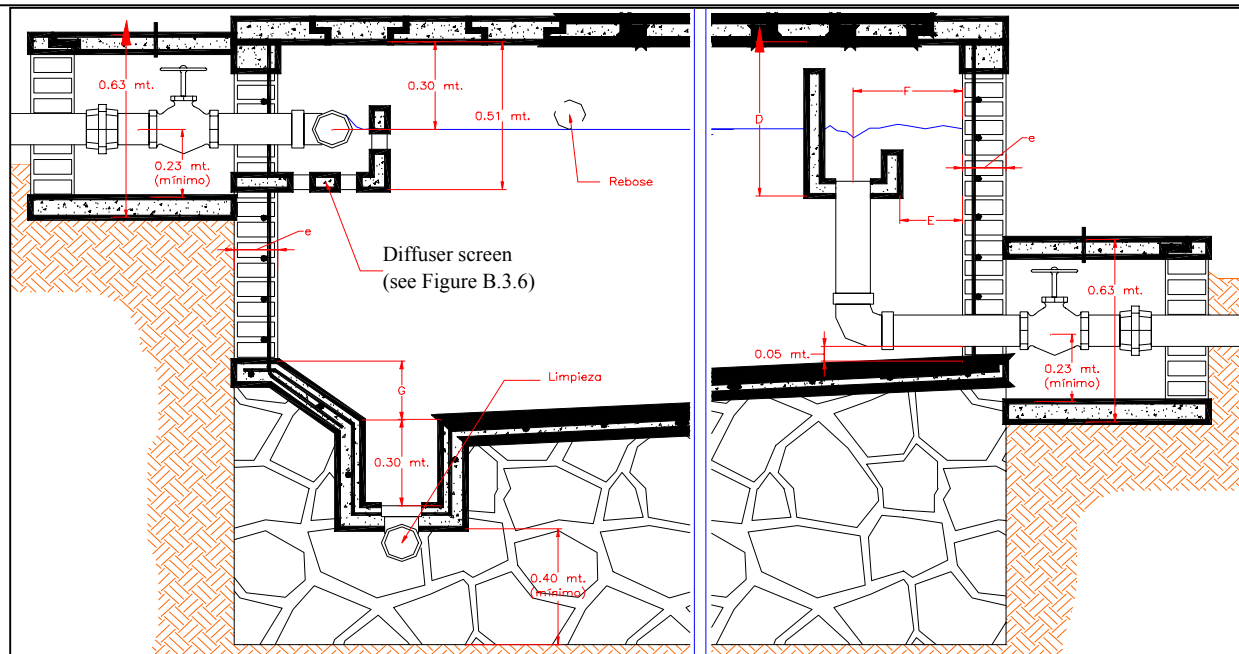 0.63 mt.
0.30 mt.
0.51 mt.
0.23 mt.
(mínimo)
Rebose
e
Diffuser screen
(see Figure B.3.6)
G
0.30 mt.
Limpieza
0.40 mt.
(mínimo)
D
F
e
E
0.05 mt.
0.63 mt.
0.23 mt.
(mínimo)